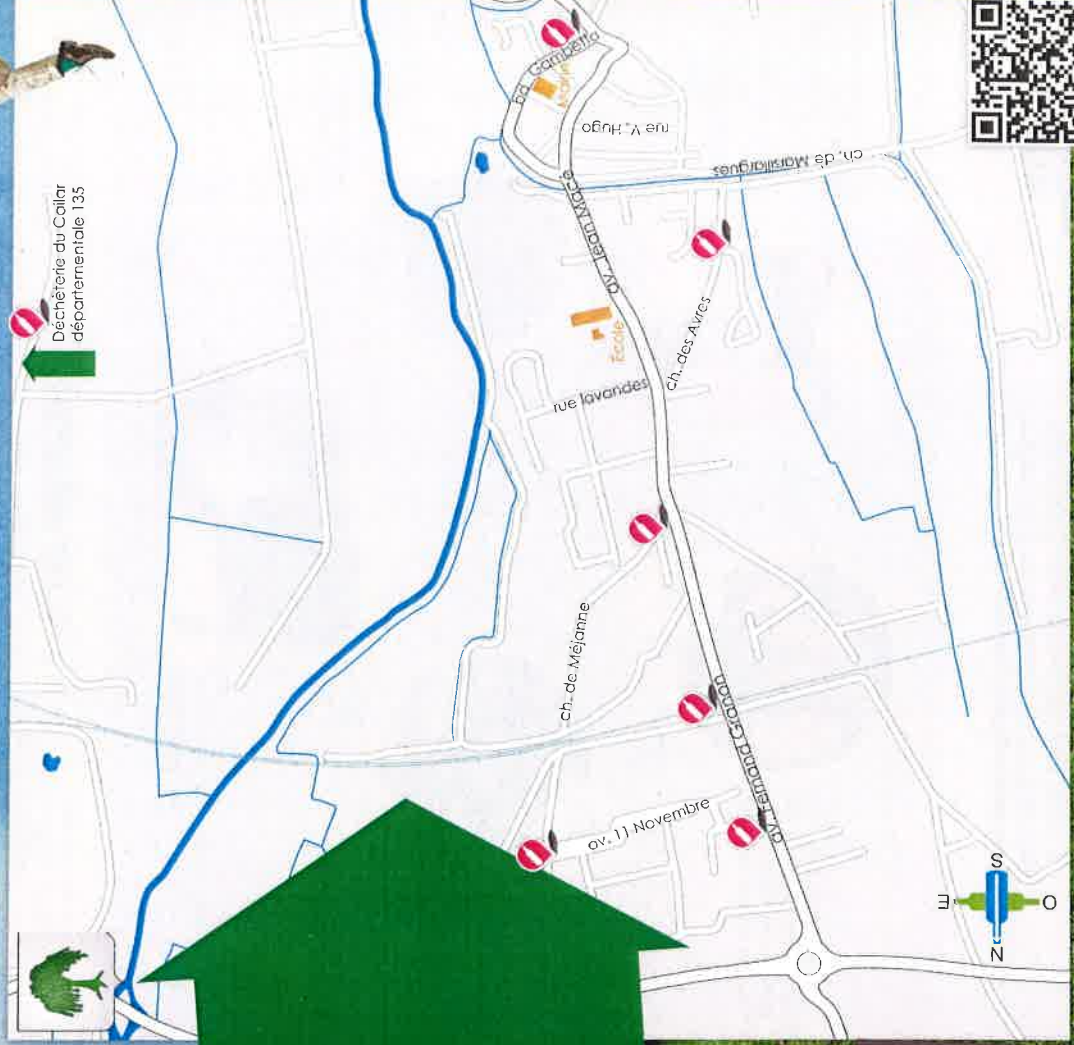 Déchèterie du Cailar
départementale 135
bd. Gambetta
Mairie
rue V. Hugo
ch. de Marsillargues
av. Jean Macé
École
ch. des Avres
rue lavandes
ch. de Méjanne
av. Fernand Granon
av. 11 Novembre
S
E
O
N